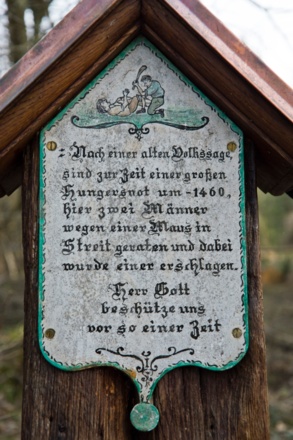 :- Nach einer alten Volkssage,
sind zur Zeit einer großen
Hungersnot um -1460,
hier zwei Männer
wegen einer Maus in
Streit geraten und dabei
wurde einer erschlagen.
Herr Gott
beschütze uns
vor so einer Zeit